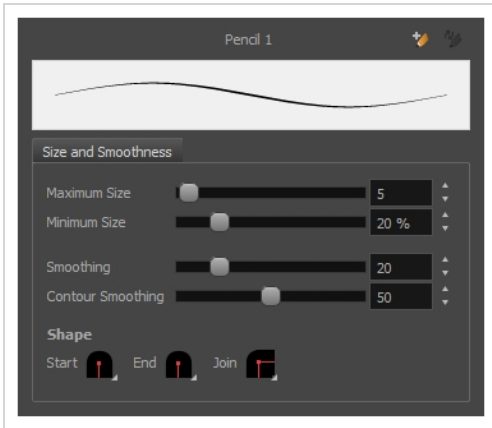 Pencil 1
Size and Smoothness
Maximum Size 5
Minimum Size 20 %
Smoothing 20
Contour Smoothing 50
Shape
Start End Join